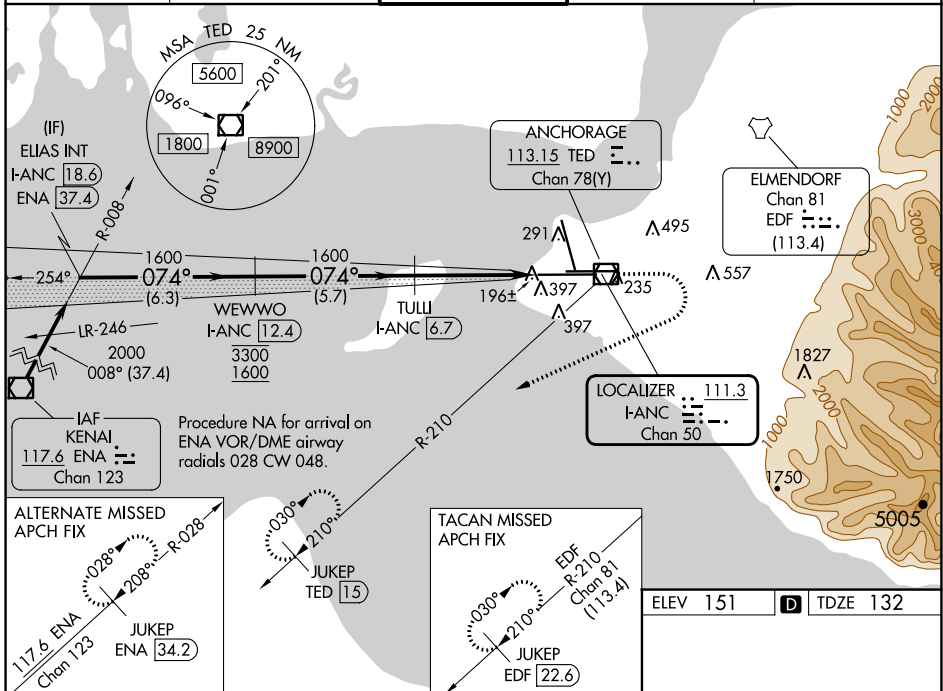 MSA TED 25 NM
5600
201°
096°
1800
8900
001°
(IF)
ELIAS INT
I-ANC 18.6
ENA 37.4
R-008
ANCHORAGE
113.15 TED
Chan 78(Y)
ELMENDORF
Chan 81
EDF
(113.4)
1000
2000
3000
291
495
557
254°
1600
074°
(6.3)
1600
074°
(5.7)
196±
397
397
235
WEWWO
I-ANC 12.4
3300
1600
TULLI
I-ANC 6.7
LR-246
2000
008° (37.4)
IAF
KENAI
117.6 ENA
Chan 123
Procedure NA for arrival on
ENA VOR/DME airway
radials 028 CW 048.
R-210
LOCALIZER 111.3
I-ANC
Chan 50
1827
2000
1000
1750
5005
ALTERNATE MISSED
APCH FIX
028°
208°
R-028
117.6 ENA
Chan 123
JUKEP
ENA 34.2
030°
210°
JUKEP
TED 15
TACAN MISSED
APCH FIX
EDF
R-210
Chan 81
(113.4)
030°
210°
JUKEP
EDF 22.6
ELEV 151 D TDZE 132